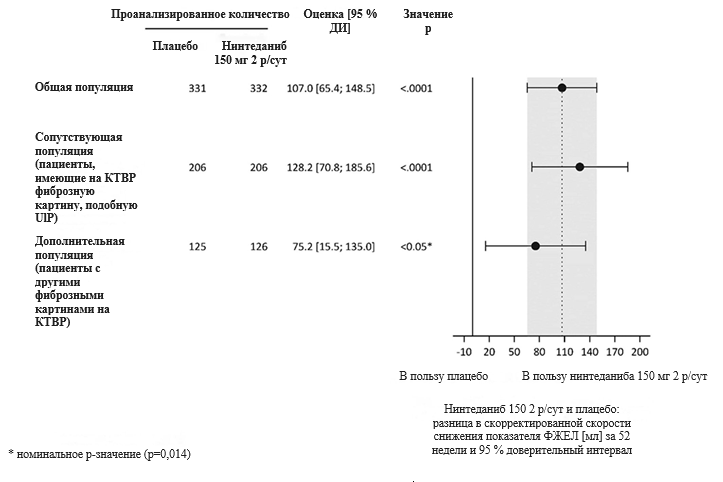 Проанализированное количество
Оценка [95 % ДИ]
Значение р
Плацебо
Нинтеданиб 150 мг 2 р/сут
Общая популяция 331 332 107.0 [65.4; 148.5] <.0001
Сопутствующая
популяция
(пациенты,
имеющие на КТВР 206 206 128.2 [70.8; 185.6] <.0001
фиброзную
картину, подобную
UIP)
Дополнительная 125 126 75.2 [15.5; 135.0] <0.05*
популяция
(пациенты с
другими
фиброзными
картинами на
КТВР)
-10 20 50 80 110 140 170 200
В пользу плацебо В пользу нинтеданиба 150 мг 2 р/сут
Нинтеданиб 150 2 р/сут и плацебо:
разница в скорректированной скорости
снижения показателя ФЖЕЛ [мл] за 52
недели и 95 % доверительный интервал
* номинальное р-значение (р=0,014)